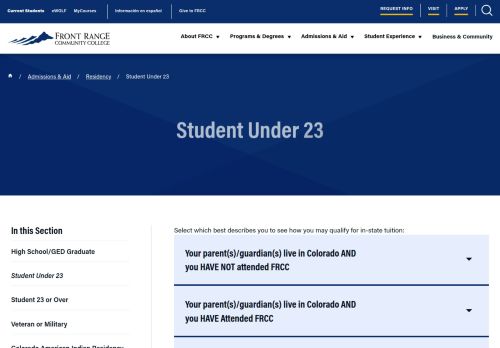 Current Students eWOLF MyCourses Información en español Give to FRCC REQUEST INFO VISIT APPLY
FRONT RANGE
COMMUNITY COLLEGE
About FRCC Programs & Degrees Admissions & Aid Student Experience Business & Community
/ Admissions & Aid / Residency / Student Under 23
Student Under 23
In this Section
High School/GED Graduate
Student Under 23
Student 23 or Over
Veteran or Military
Colorado American Indian Residency
Select which best describes you to see how you may qualify for in-state tuition:
Your parent(s)/guardian(s) live in Colorado AND
you HAVE NOT attended FRCC
Your parent(s)/guardian(s) live in Colorado AND
you HAVE Attended FRCC